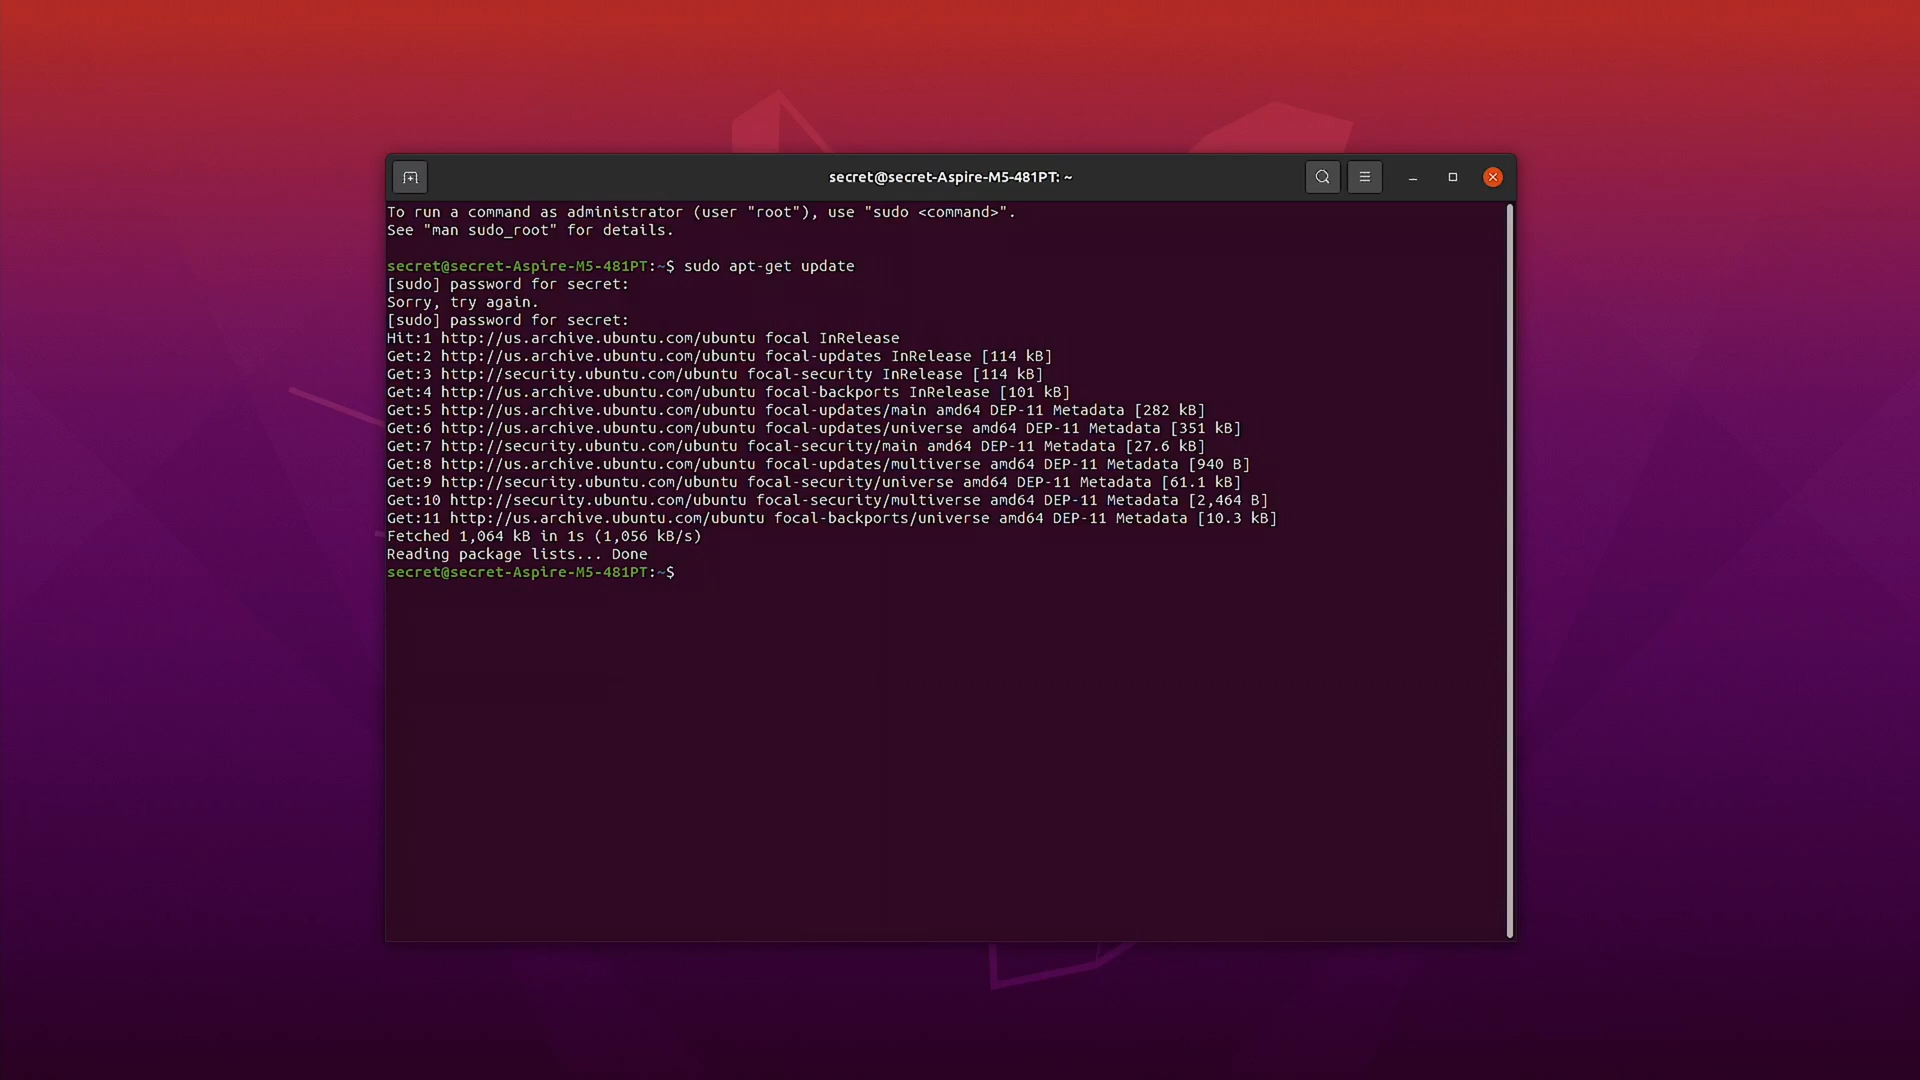 secret@secret-Aspire-M5-481PT: ~
To run a command as administrator (user "root"), use "sudo <command>".
See "man sudo_root" for details.
secret@secret-Aspire-M5-481PT:~$ sudo apt-get update
[sudo] password for secret:
Sorry, try again.
[sudo] password for secret:
Hit:1 http://us.archive.ubuntu.com/ubuntu focal InRelease
Get:2 http://us.archive.ubuntu.com/ubuntu focal-updates InRelease [114 kB]
Get:3 http://security.ubuntu.com/ubuntu focal-security InRelease [114 kB]
Get:4 http://us.archive.ubuntu.com/ubuntu focal-backports InRelease [101 kB]
Get:5 http://us.archive.ubuntu.com/ubuntu focal-updates/main amd64 DEP-11 Metadata [282 kB]
Get:6 http://us.archive.ubuntu.com/ubuntu focal-updates/universe amd64 DEP-11 Metadata [351 kB]
Get:7 http://security.ubuntu.com/ubuntu focal-security/main amd64 DEP-11 Metadata [27.6 kB]
Get:8 http://us.archive.ubuntu.com/ubuntu focal-updates/multiverse amd64 DEP-11 Metadata [940 B]
Get:9 http://security.ubuntu.com/ubuntu focal-security/universe amd64 DEP-11 Metadata [61.1 kB]
Get:10 http://security.ubuntu.com/ubuntu focal-security/multiverse amd64 DEP-11 Metadata [2,464 B]
Get:11 http://us.archive.ubuntu.com/ubuntu focal-backports/universe amd64 DEP-11 Metadata [10.3 kB]
Fetched 1,064 kB in 1s (1,056 kB/s)
Reading package lists... Done
secret@secret-Aspire-M5-481PT:~$